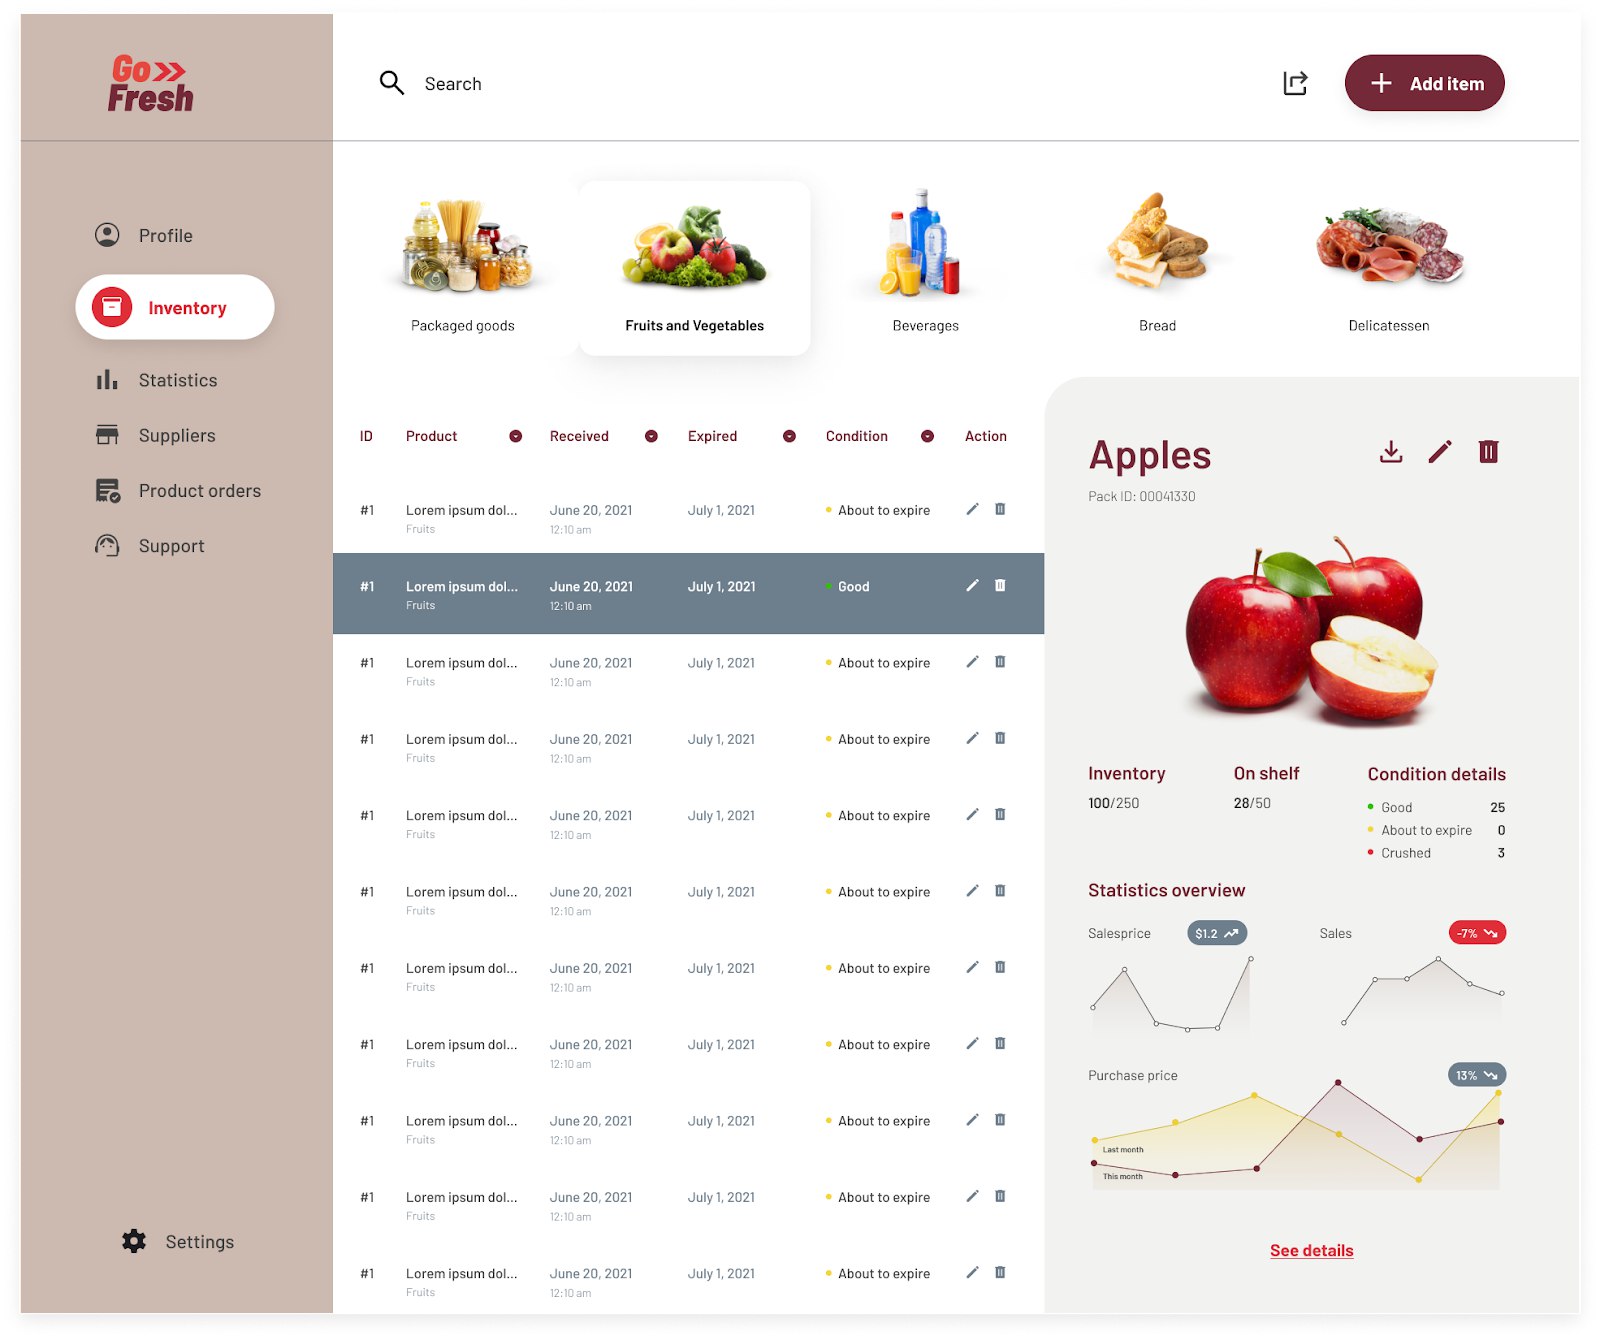 Go
Fresh
Search
Add item
Profile
Inventory
Statistics
Suppliers
Product orders
Support
Settings
Packaged goods
Fruits and Vegetables
Beverages
Bread
Delicatessen
ID Product Received Expired Condition Action
#1 Lorem ipsum dol... June 20, 2021 July 1, 2021 About to expire
Fruits 12:10 am
#1 Lorem ipsum dol... June 20, 2021 July 1, 2021 Good
Fruits 12:10 am
#1 Lorem ipsum dol... June 20, 2021 July 1, 2021 About to expire
Fruits 12:10 am
#1 Lorem ipsum dol... June 20, 2021 July 1, 2021 About to expire
Fruits 12:10 am
#1 Lorem ipsum dol... June 20, 2021 July 1, 2021 About to expire
Fruits 12:10 am
#1 Lorem ipsum dol... June 20, 2021 July 1, 2021 About to expire
Fruits 12:10 am
#1 Lorem ipsum dol... June 20, 2021 July 1, 2021 About to expire
Fruits 12:10 am
#1 Lorem ipsum dol... June 20, 2021 July 1, 2021 About to expire
Fruits 12:10 am
#1 Lorem ipsum dol... June 20, 2021 July 1, 2021 About to expire
Fruits 12:10 am
#1 Lorem ipsum dol... June 20, 2021 July 1, 2021 About to expire
Fruits 12:10 am
#1 Lorem ipsum dol... June 20, 2021 July 1, 2021 About to expire
Fruits 12:10 am
Apples
Pack ID: 00041330
Inventory
100/250
On shelf
28/50
Condition details
Good 25
About to expire 0
Crushed 3
Statistics overview
Salesprice $1.2
Sales -7%
Purchase price 13%
Last month
This month
See details